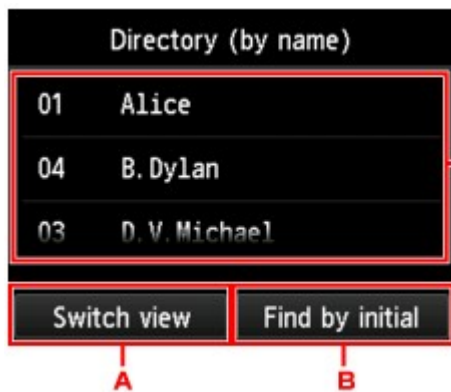 Directory (by name)
01 Alice
04 B.Dylan
03 D.V.Michael
Switch view Find by initial
A B